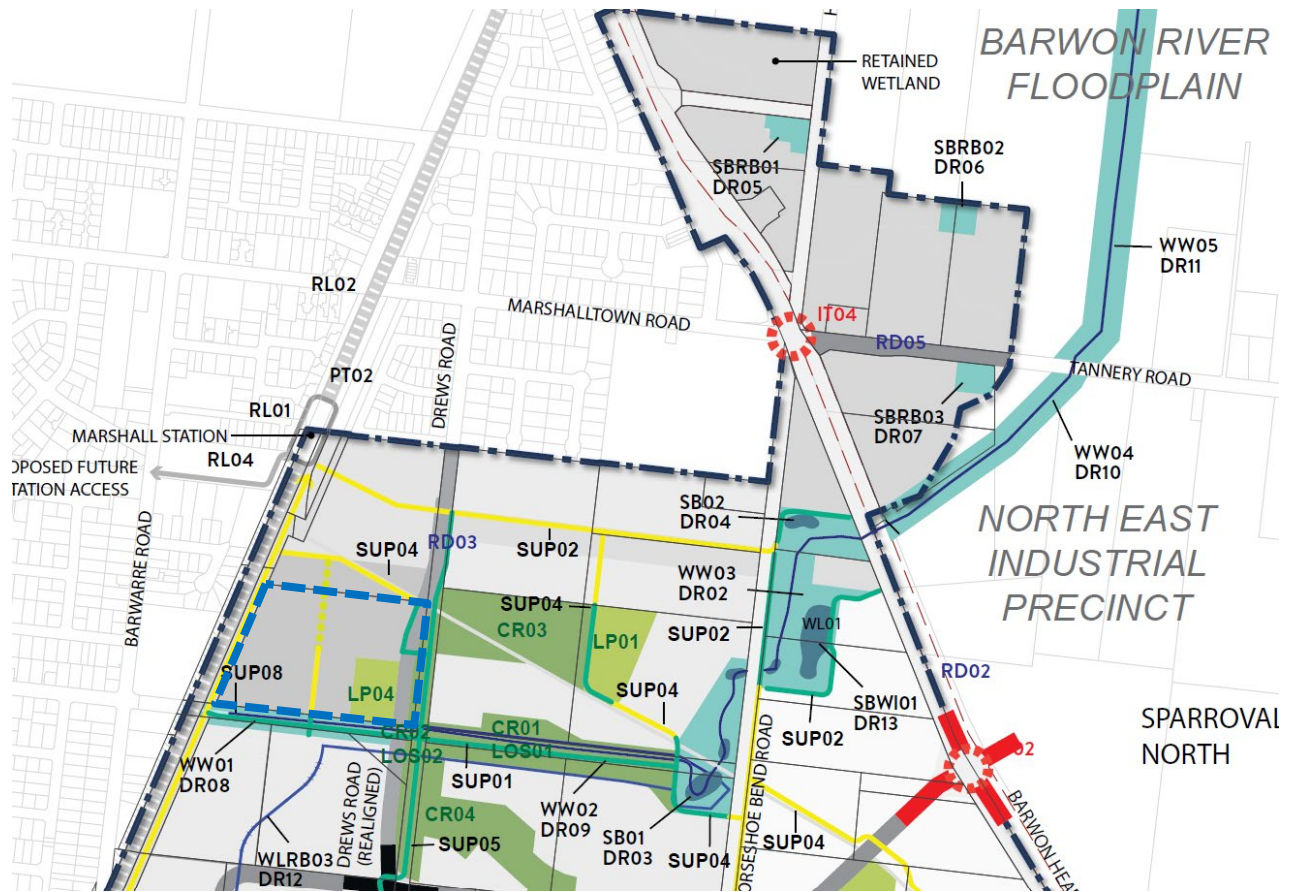 BARWON RIVER
FLOODPLAIN
RETAINED
WETLAND
SBRB01
DR05
SBRB02
DR06
WW05
DR11
RL02
MARSHALLTOWN ROAD
IT04
RD05
TANNERY ROAD
DREWS ROAD
PT02
RL01
MARSHALL STATION
RL04
OPOSED FUTURE
TATION ACCESS
SBRB03
DR07
WW04
DR10
SB02
DR04
NORTH EAST
INDUSTRIAL
PRECINCT
BARWARRE ROAD
SUP04
RD03
SUP02
WW03
DR02
SUP04
CR03
LP01
SUP02
WL01
SUP08
LP04
SUP04
RD02
SBWI01
DR13
SUP02
SPARROVAL
NORTH
CR02
LOS02
CR01
LOS01
SUP01
WW01
DR08
02
DREWS ROAD
(REALIGNED)
CR04
WW02
DR09
SB01
DR03
SUP04
ORSESHOE BEND ROAD
SUP04
BARWON HEA
WLRB03
DR12
SUP05